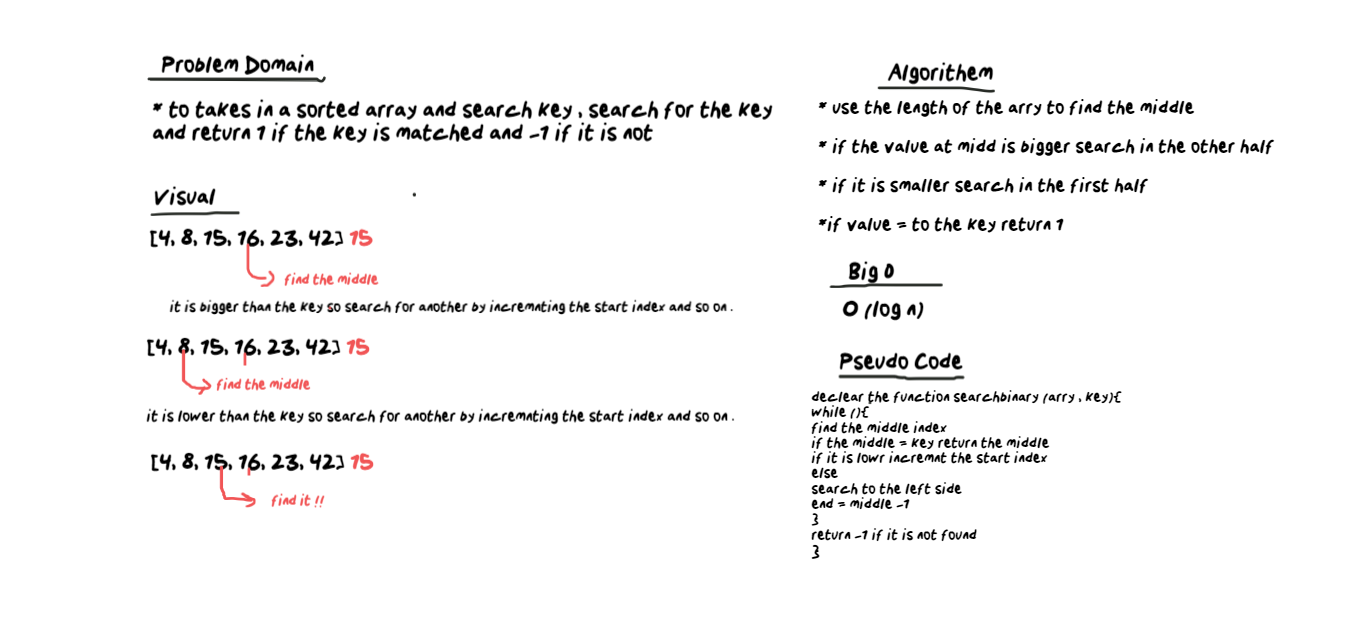 Problem Domain
* to takes in a sorted array and search key, search for the key
and return 1 if the key is matched and -1 if it is not
Visual
[4, 8, 15, 16, 23, 42] 15
find the middle
it is bigger than the key so search for another by incremnting the start index and so on.
[4, 8, 15, 16, 23, 42] 15
find the middle
it is lower than the key so search for another by incremnting the start index and so on.
[4, 8, 15, 16, 23, 42] 15
find it !!
Algorithem
* use the length of the arry to find the middle
* if the value at midd is bigger search in the other half
* if it is smaller search in the first half
*if value = to the key return 1
Big O
O (log n)
Pseudo Code
declear the function searchbinary (arry, key){
while (){
find the middle index
if the middle = key return the middle
if it is lowr incremnt the start index
else
search to the left side
end = middle -1
}
return -1 if it is not found
}